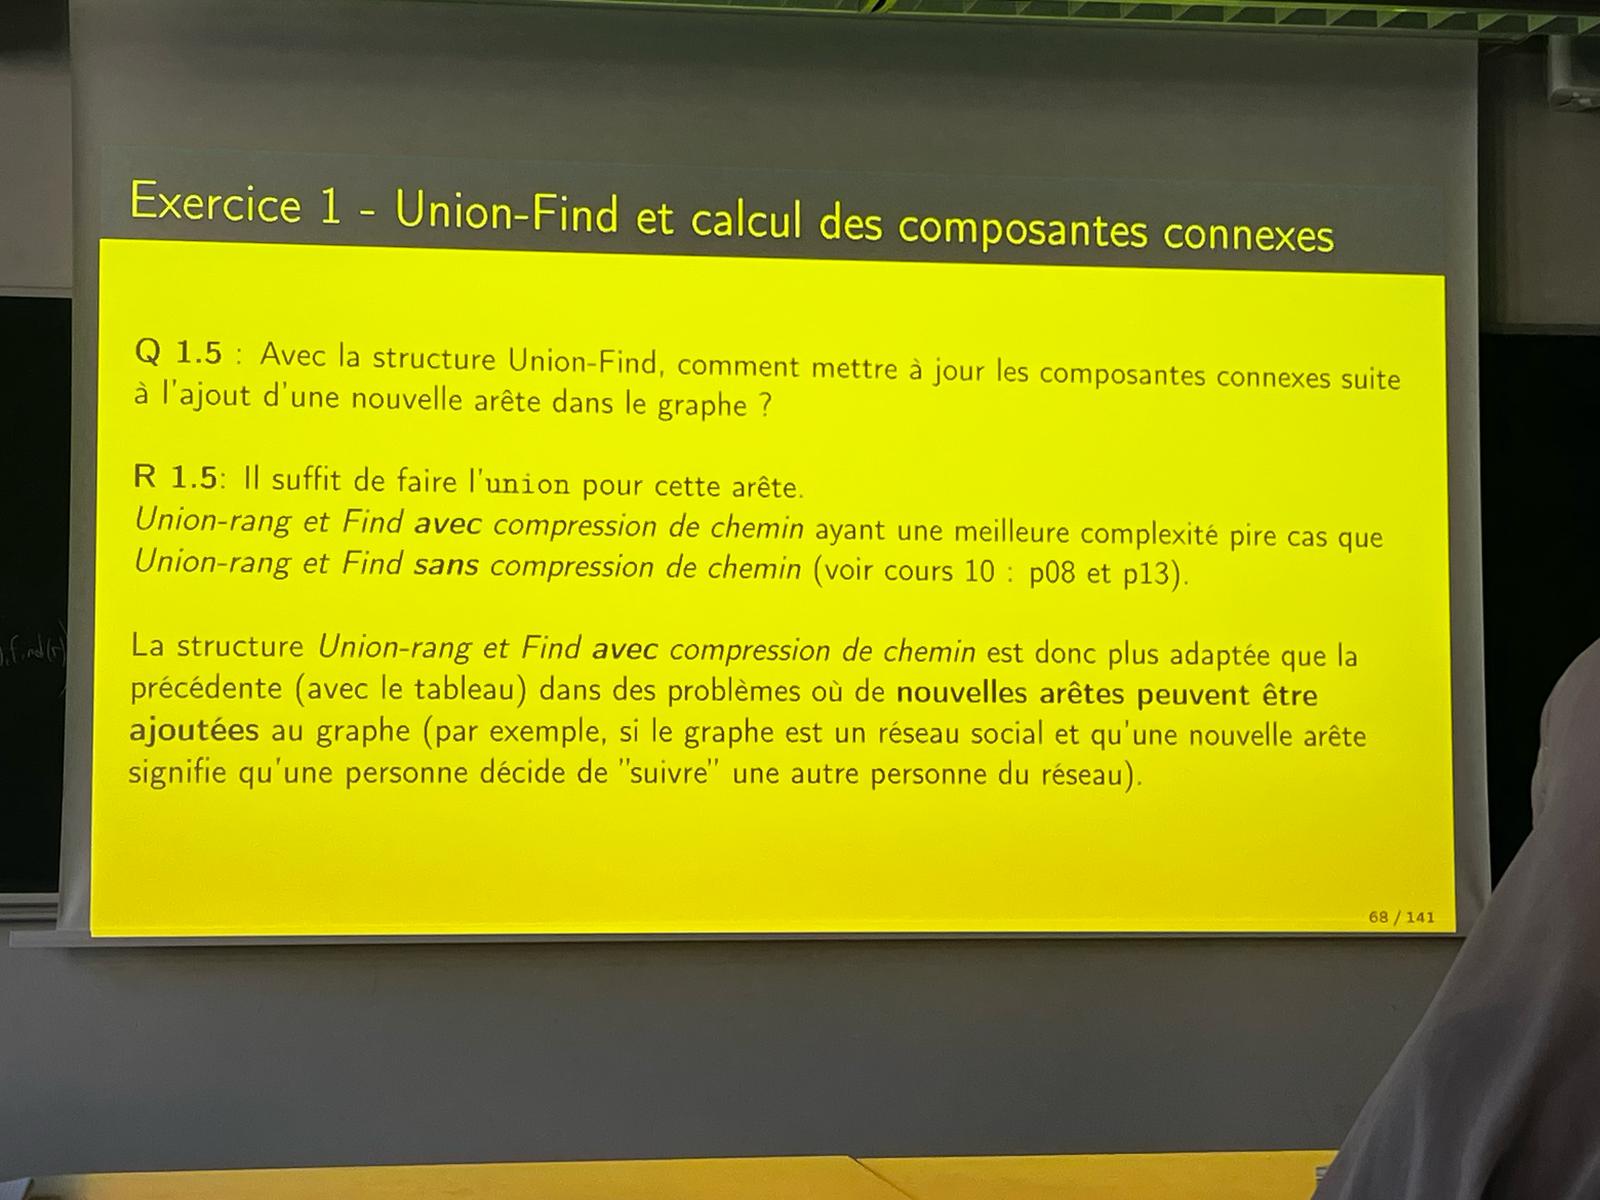 Exercice 1 - Union-Find et calcul des composantes connexes
Q 1.5 : Avec la structure Union-Find, comment mettre à jour les composantes connexes suite
à l'ajout d'une nouvelle arête dans le graphe ?
R 1.5: Il suffit de faire l'union pour cette arête.
Union-rang et Find avec compression de chemin ayant une meilleure complexité pire cas que
Union-rang et Find sans compression de chemin (voir cours 10 : p08 et p13).
La structure Union-rang et Find avec compression de chemin est donc plus adaptée que la
précédente (avec le tableau) dans des problèmes où de nouvelles arêtes peuvent être
ajoutées au graphe (par exemple, si le graphe est un réseau social et qu'une nouvelle arête
signifie qu'une personne décide de "suivre" une autre personne du réseau).
68 / 141